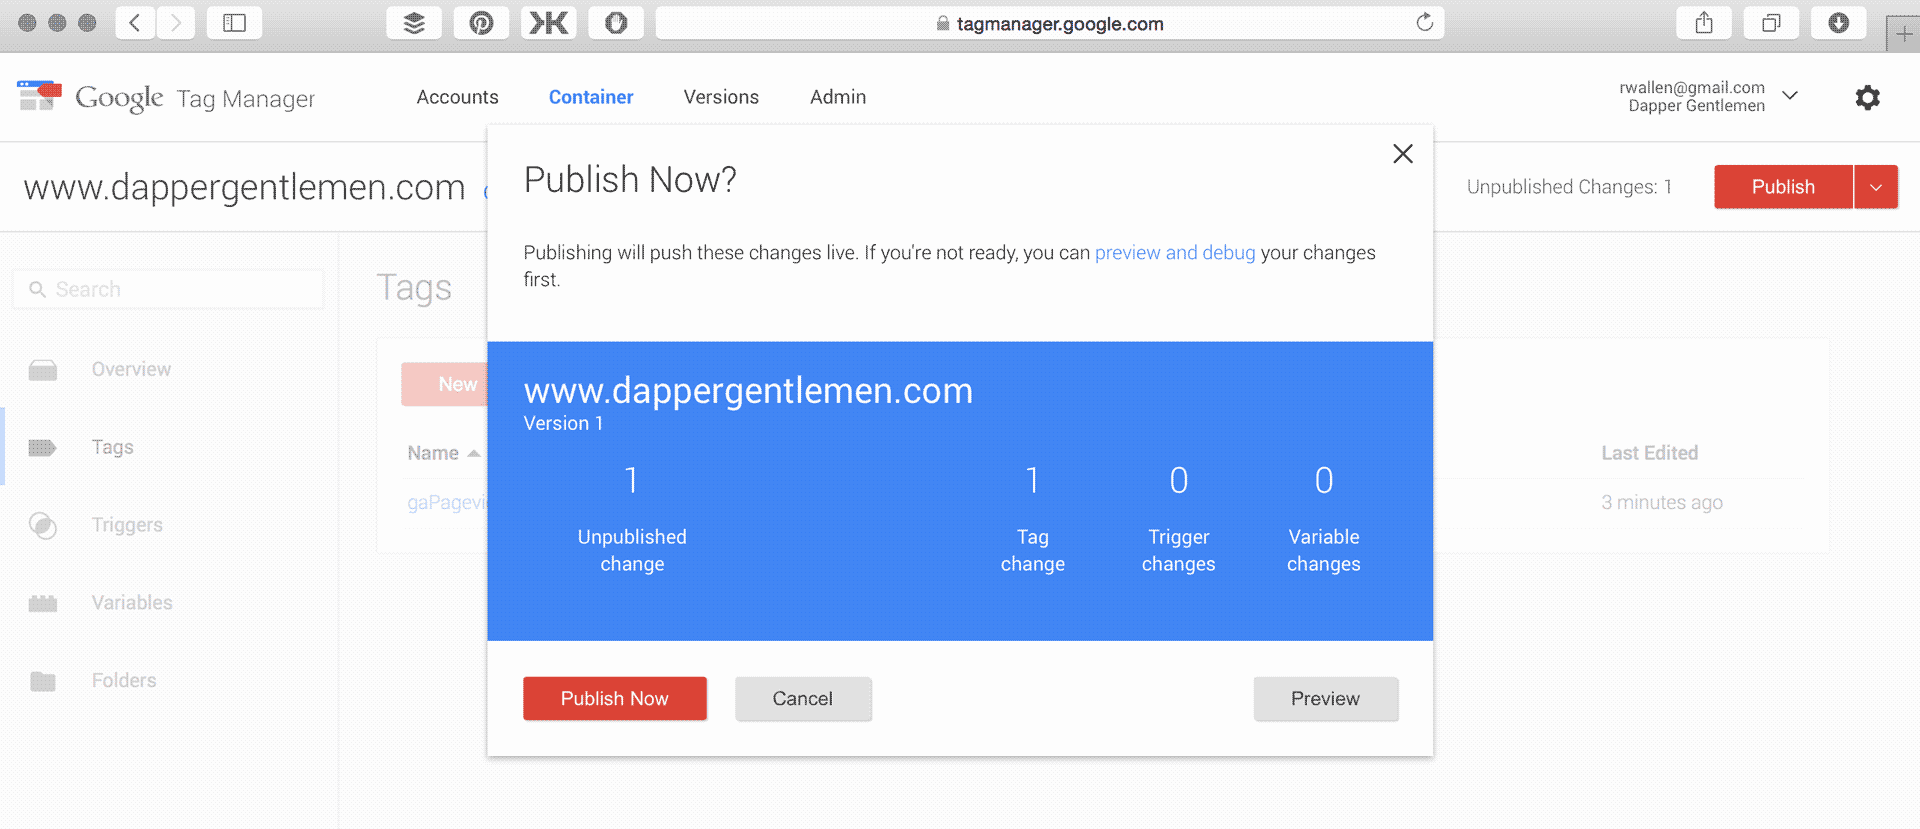 tagmanager.google.com
Google Tag Manager
Accounts
Container
Versions
Admin
rwallen@gmail.com
Dapper Gentlemen
www.dappergentlemen.com
Unpublished Changes: 1
Publish
Search
Overview
Tags
Triggers
Variables
Folders
Tags
New
Name
Last Edited
3 minutes ago
Publish Now?
Publishing will push these changes live. If you're not ready, you can preview and debug your changes
first.
www.dappergentlemen.com
Version 1
1
Unpublished
change
1
Tag
change
0
Trigger
changes
0
Variable
changes
Publish Now
Cancel
Preview